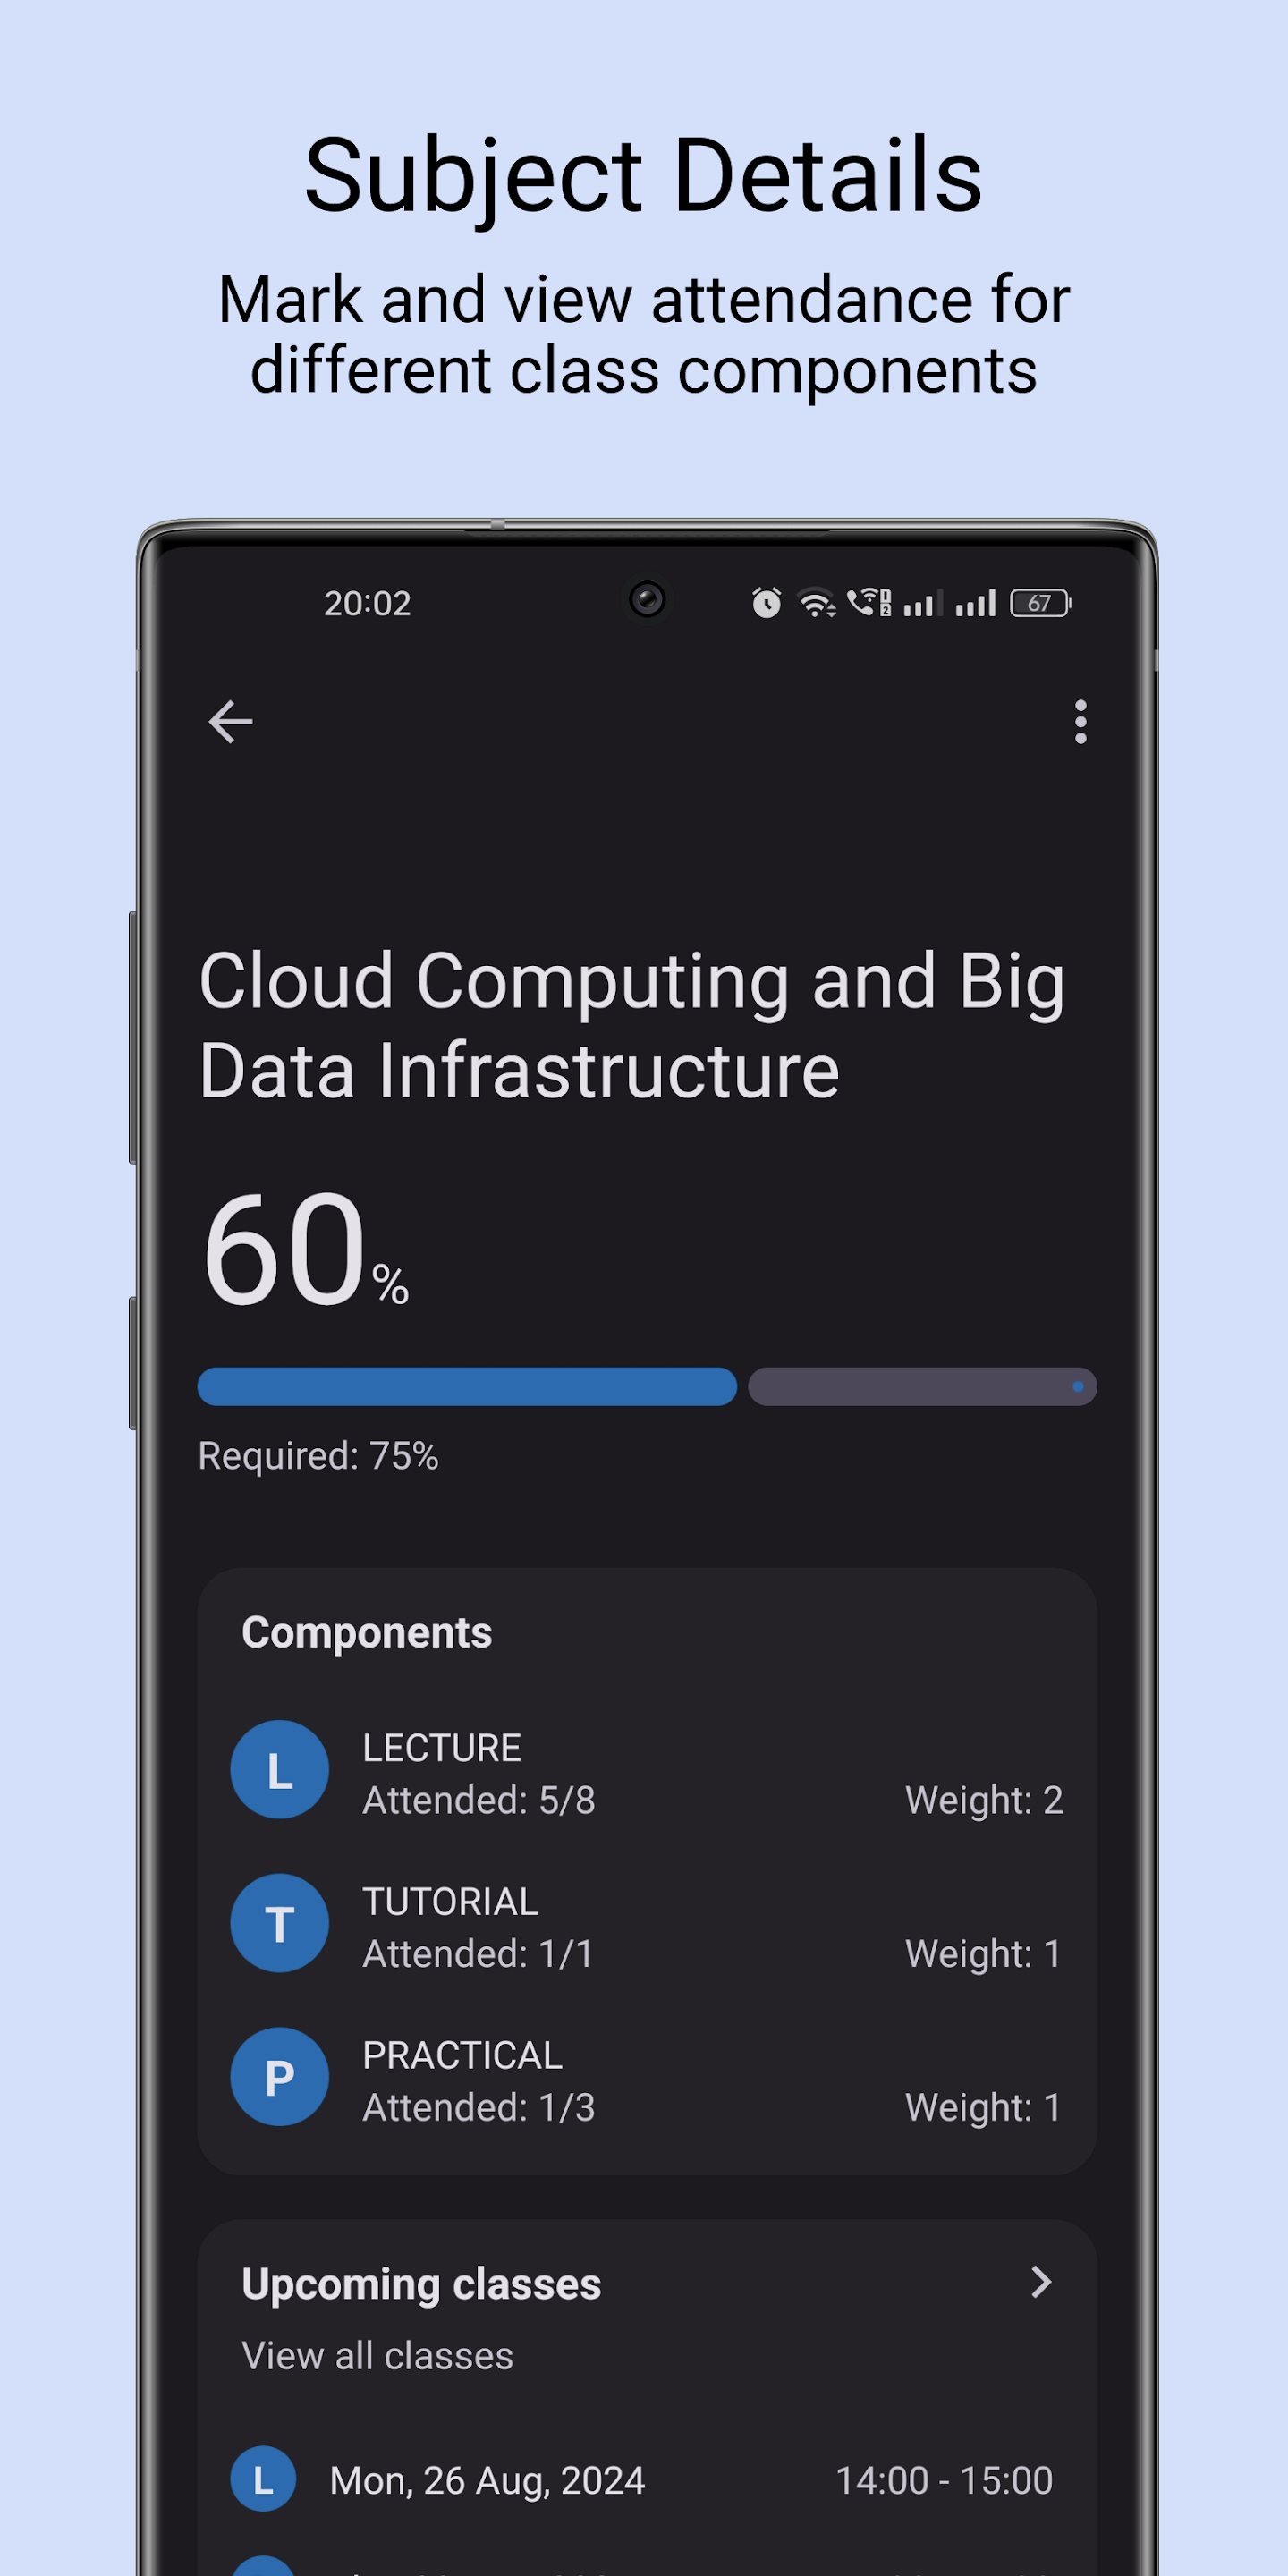 Subject Details
Mark and view attendance for
different class components
20:02
67
Cloud Computing and Big
Data Infrastructure
60%
Required: 75%
Components
L
LECTURE
Attended: 5/8
Weight: 2
T
TUTORIAL
Attended: 1/1
Weight: 1
P
PRACTICAL
Attended: 1/3
Weight: 1
Upcoming classes
View all classes
L
Mon, 26 Aug, 2024
14:00 - 15:00